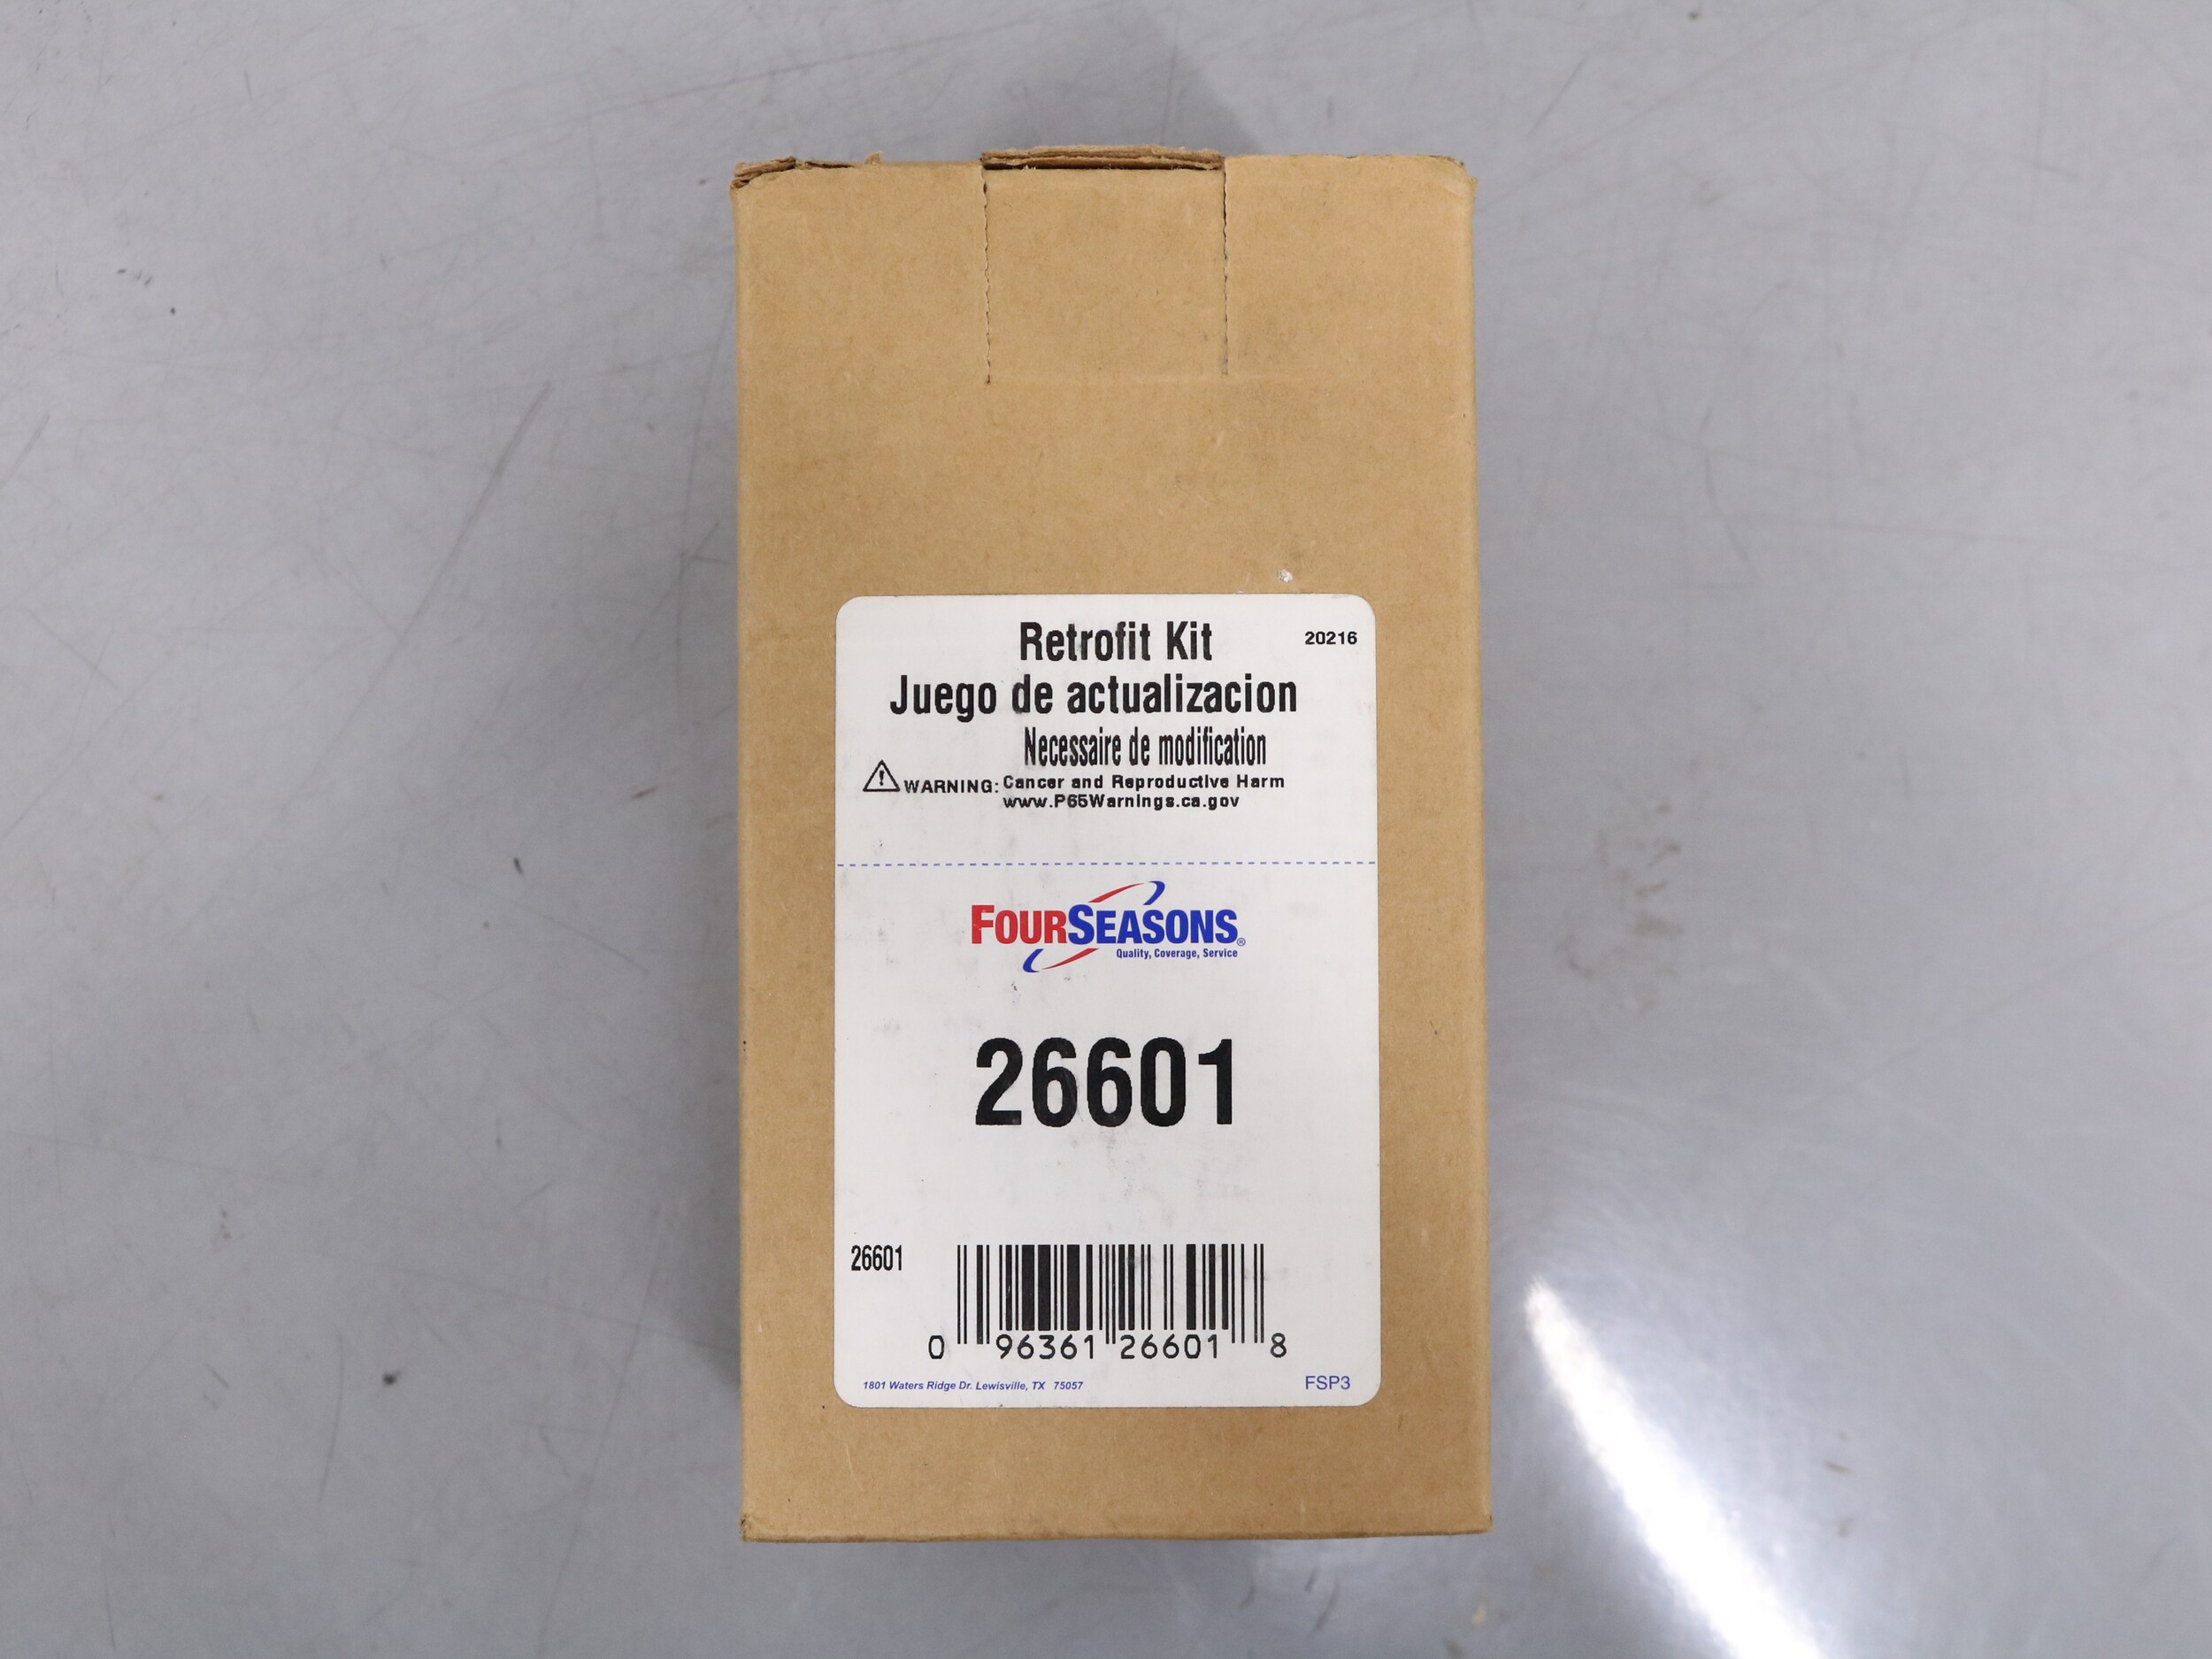 Retrofit Kit 20216
Juego de actualizacion
Necessaire de modification
WARNING: Cancer and Reproductive Harm
www.P65Warnings.ca.gov
FOURSEASONS®
Quality, Coverage, Service
26601
26601
0 96361 26601 8
1801 Waters Ridge Dr. Lewisville, TX 75057 FSP3